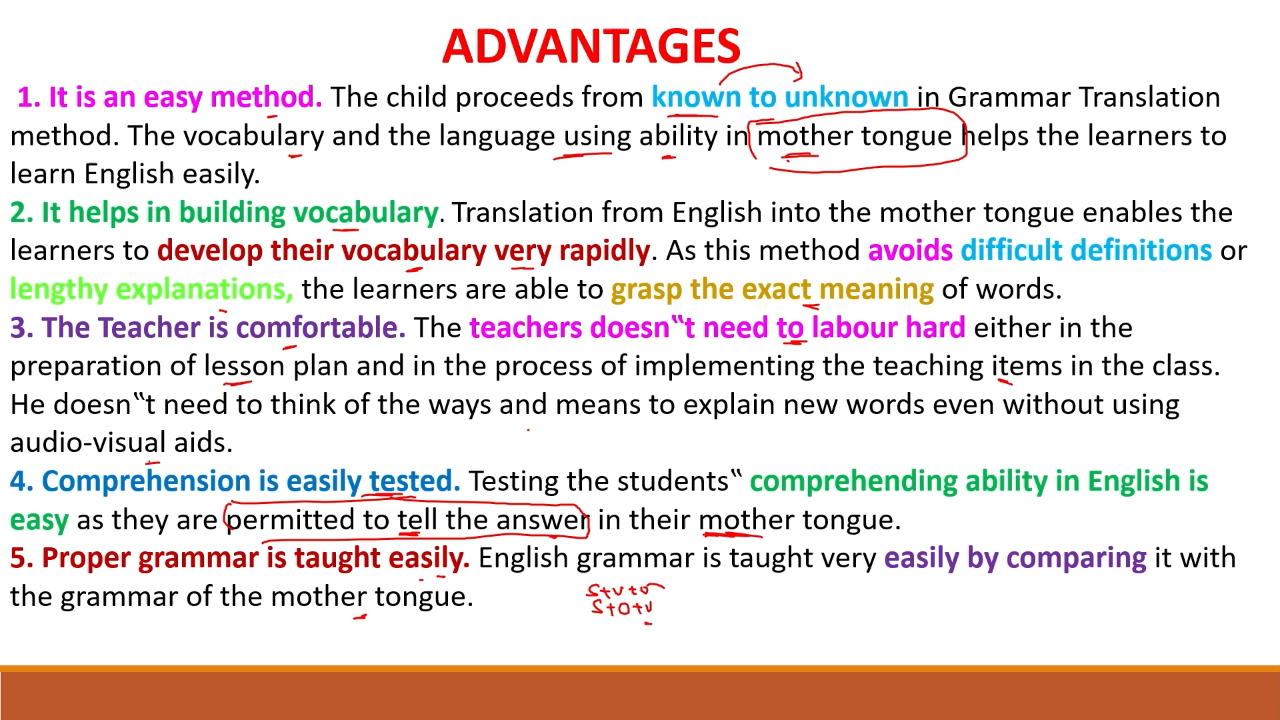 ADVANTAGES
1. It is an easy method. The child proceeds from known to unknown in Grammar Translation
method. The vocabulary and the language using ability in mother tongue helps the learners to
learn English easily.
2. It helps in building vocabulary. Translation from English into the mother tongue enables the
learners to develop their vocabulary very rapidly. As this method avoids difficult definitions or
lengthy explanations, the learners are able to grasp the exact meaning of words.
3. The Teacher is comfortable. The teachers doesn‟t need to labour hard either in the
preparation of lesson plan and in the process of implementing the teaching items in the class.
He doesn‟t need to think of the ways and means to explain new words even without using
audio-visual aids.
4. Comprehension is easily tested. Testing the students‟ comprehending ability in English is
easy as they are permitted to tell the answer in their mother tongue.
5. Proper grammar is taught easily. English grammar is taught very easily by comparing it with
the grammar of the mother tongue.
S+V+O
S+O+V